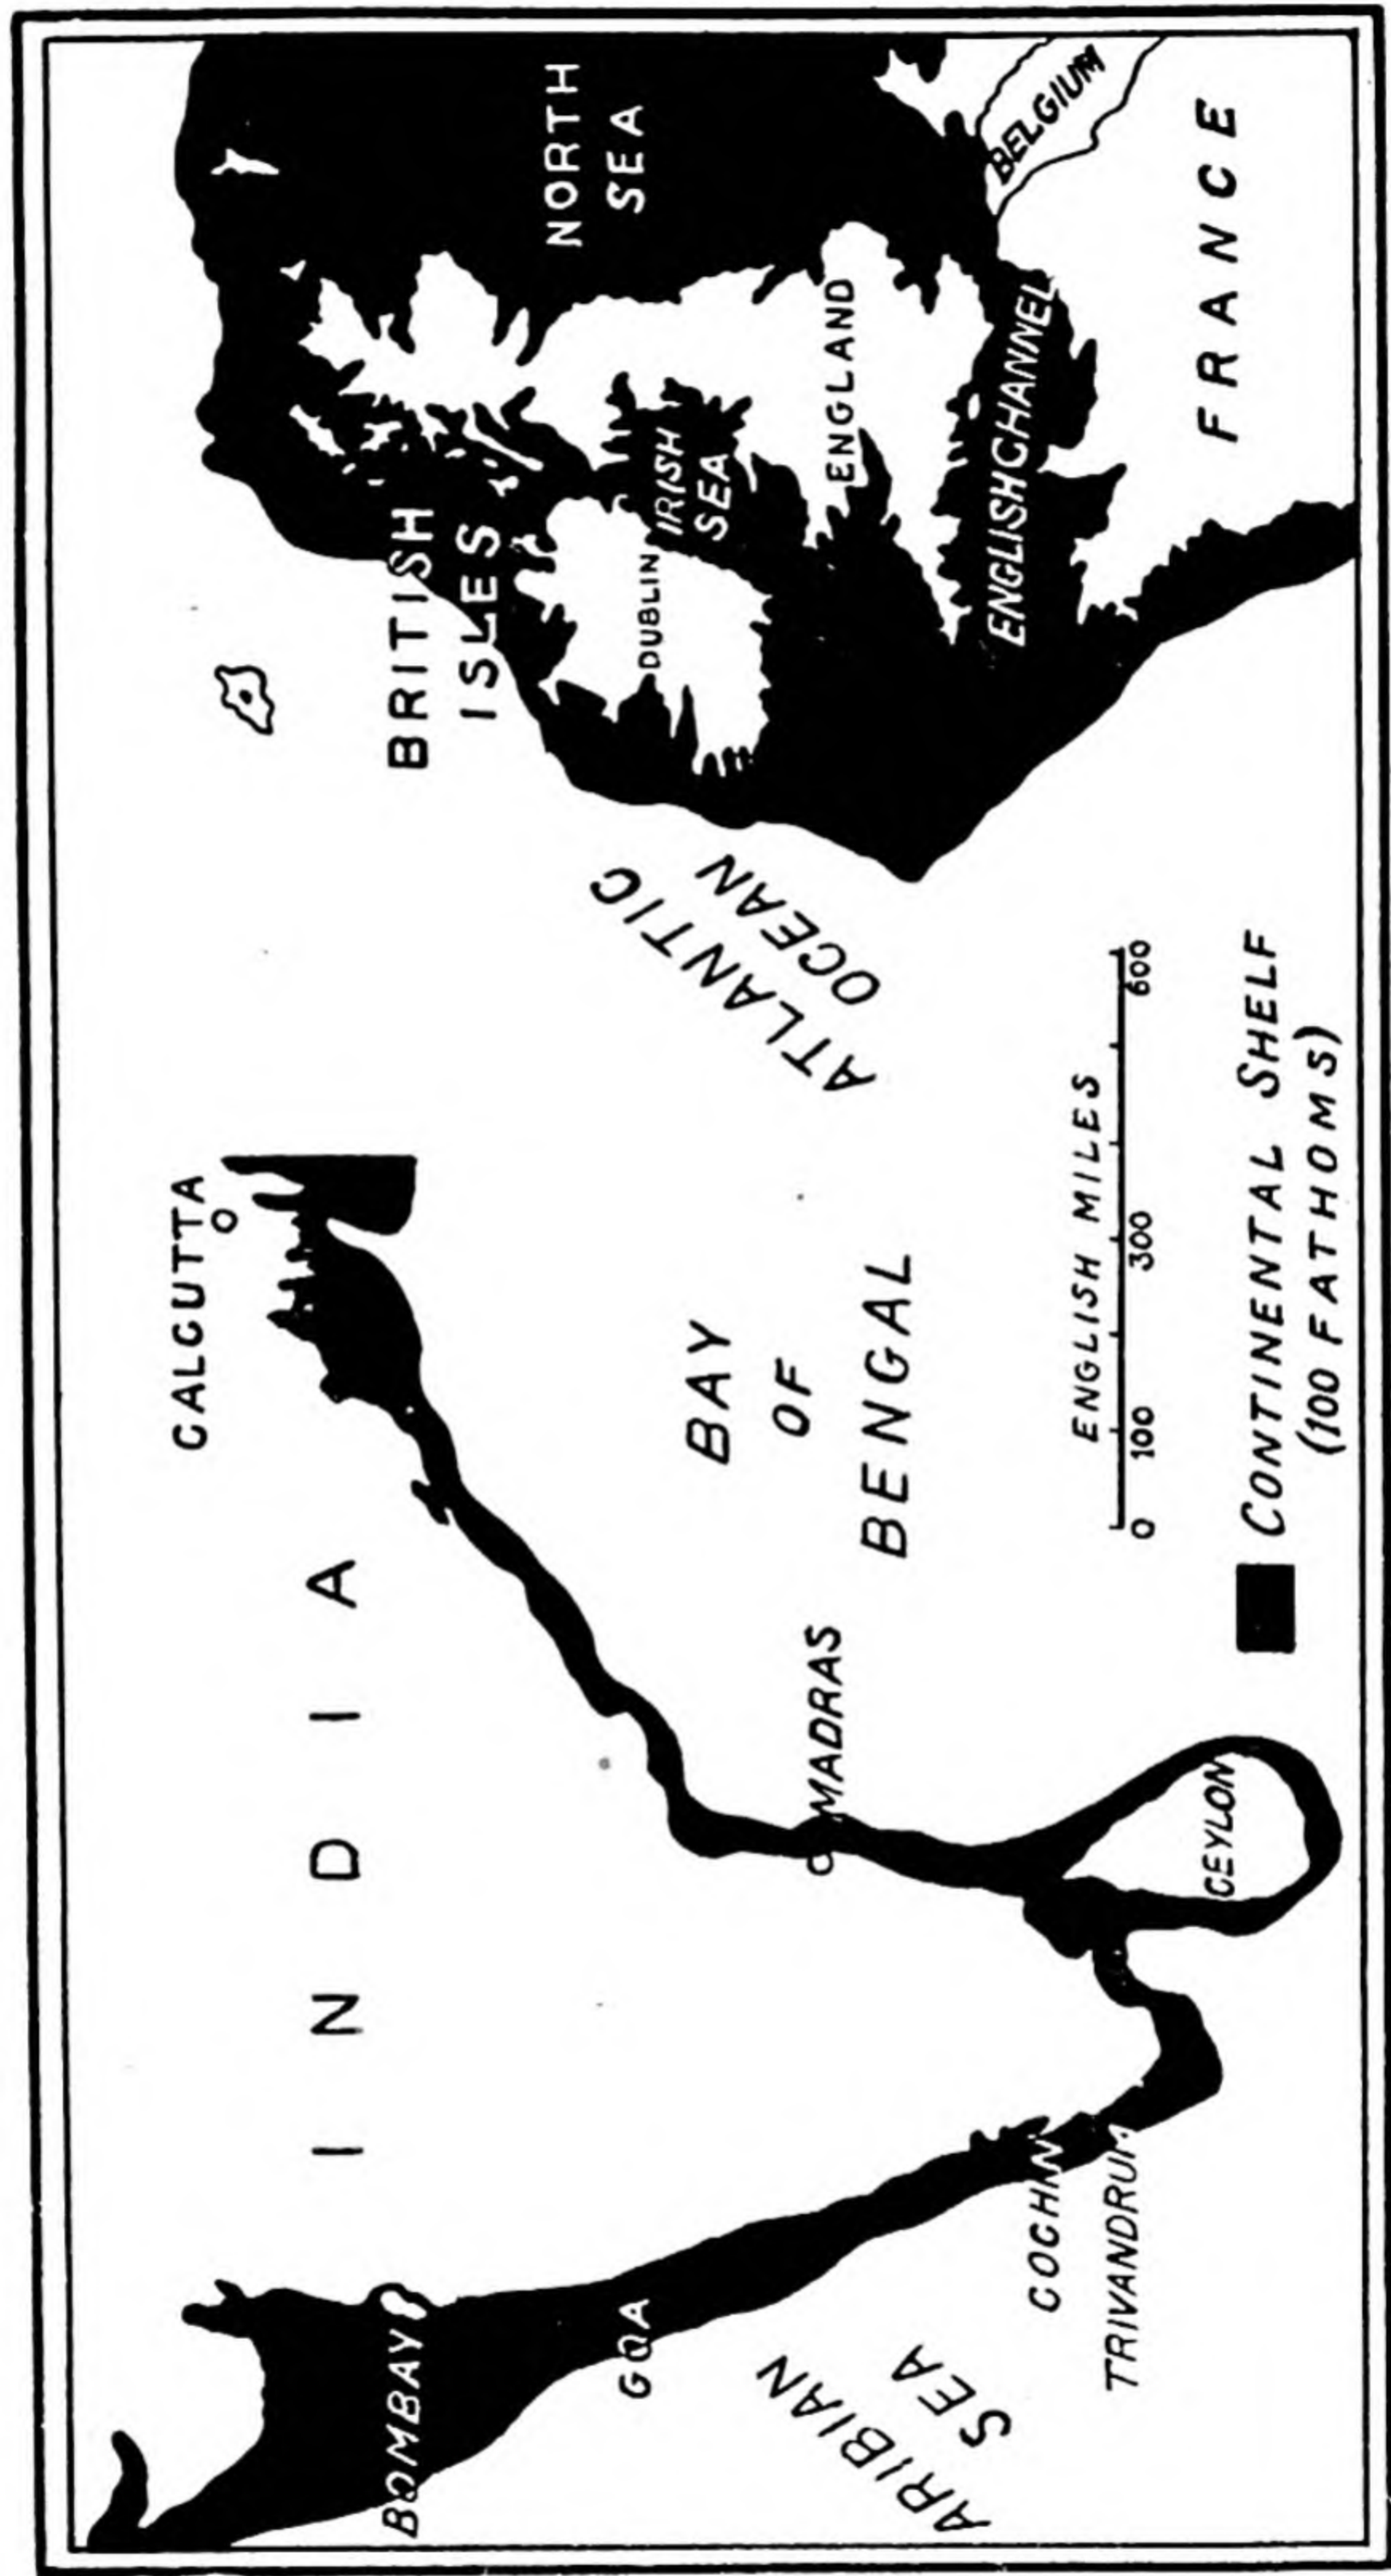 CALCUTTA
I N D I A
BOMBAY
GOA
ARIBIAN
SEA
COCHIN
TRIVANDRUM
MADRAS
CEYLON
BAY
OF
BENGAL
ENGLISH MILES
0 100 300 600
CONTINENTAL SHELF
(100 FATHOMS)
BRITISH
ISLES
ATLANTIC
OCEAN
NORTH
SEA
DUBLIN
IRISH
SEA
ENGLAND
ENGLISH CHANNEL
BELGIUM
FRANCE